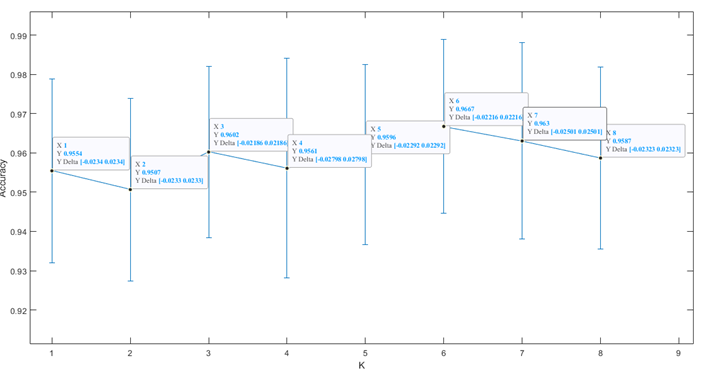 0.99
0.98
0.97
0.96
0.95
0.94
0.93
0.92
Accuracy
X 1
Y 0.9554
Y Delta [-0.0234 0.0234]
X 2
Y 0.9507
Y Delta [-0.0233 0.0233]
X 3
Y 0.9602
Y Delta [-0.02186 0.02186]
X 4
Y 0.9561
Y Delta [-0.02798 0.02798]
X 5
Y 0.9596
Y Delta [-0.02292 0.02292]
X 6
Y 0.9667
Y Delta [-0.02216 0.02216
X 7
Y 0.963
Y Delta [-0.02501 0.02501]
X 8
Y 0.9587
Y Delta [-0.02323 0.02323]
1 2 3 4 5 6 7 8 9
K